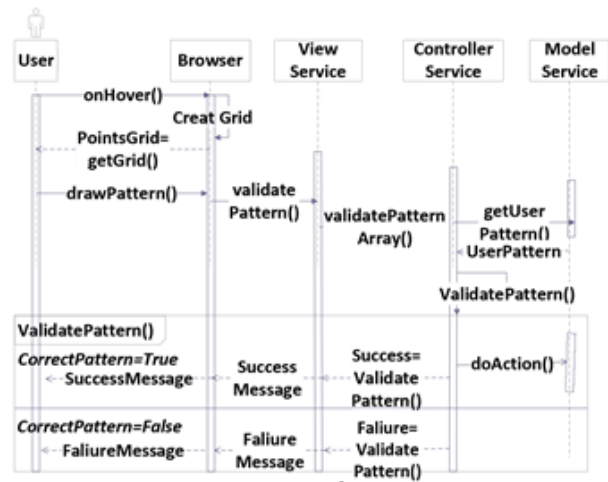 User
Browser
View
Service
Controller
Service
Model
Service
onHover()
Creat Grid
PointsGrid=
getGrid()
drawPattern()
validate
Pattern()
validatePattern
Array()
getUser
Pattern()
UserPattern
ValidatePattern()
ValidatePattern()
CorrectPattern=True
SuccessMessage
Success
Message
Success=
Validate
Pattern()
doAction()
CorrectPattern=False
FaliureMessage
Faliure
Message
Faliure=
Validate
Pattern()